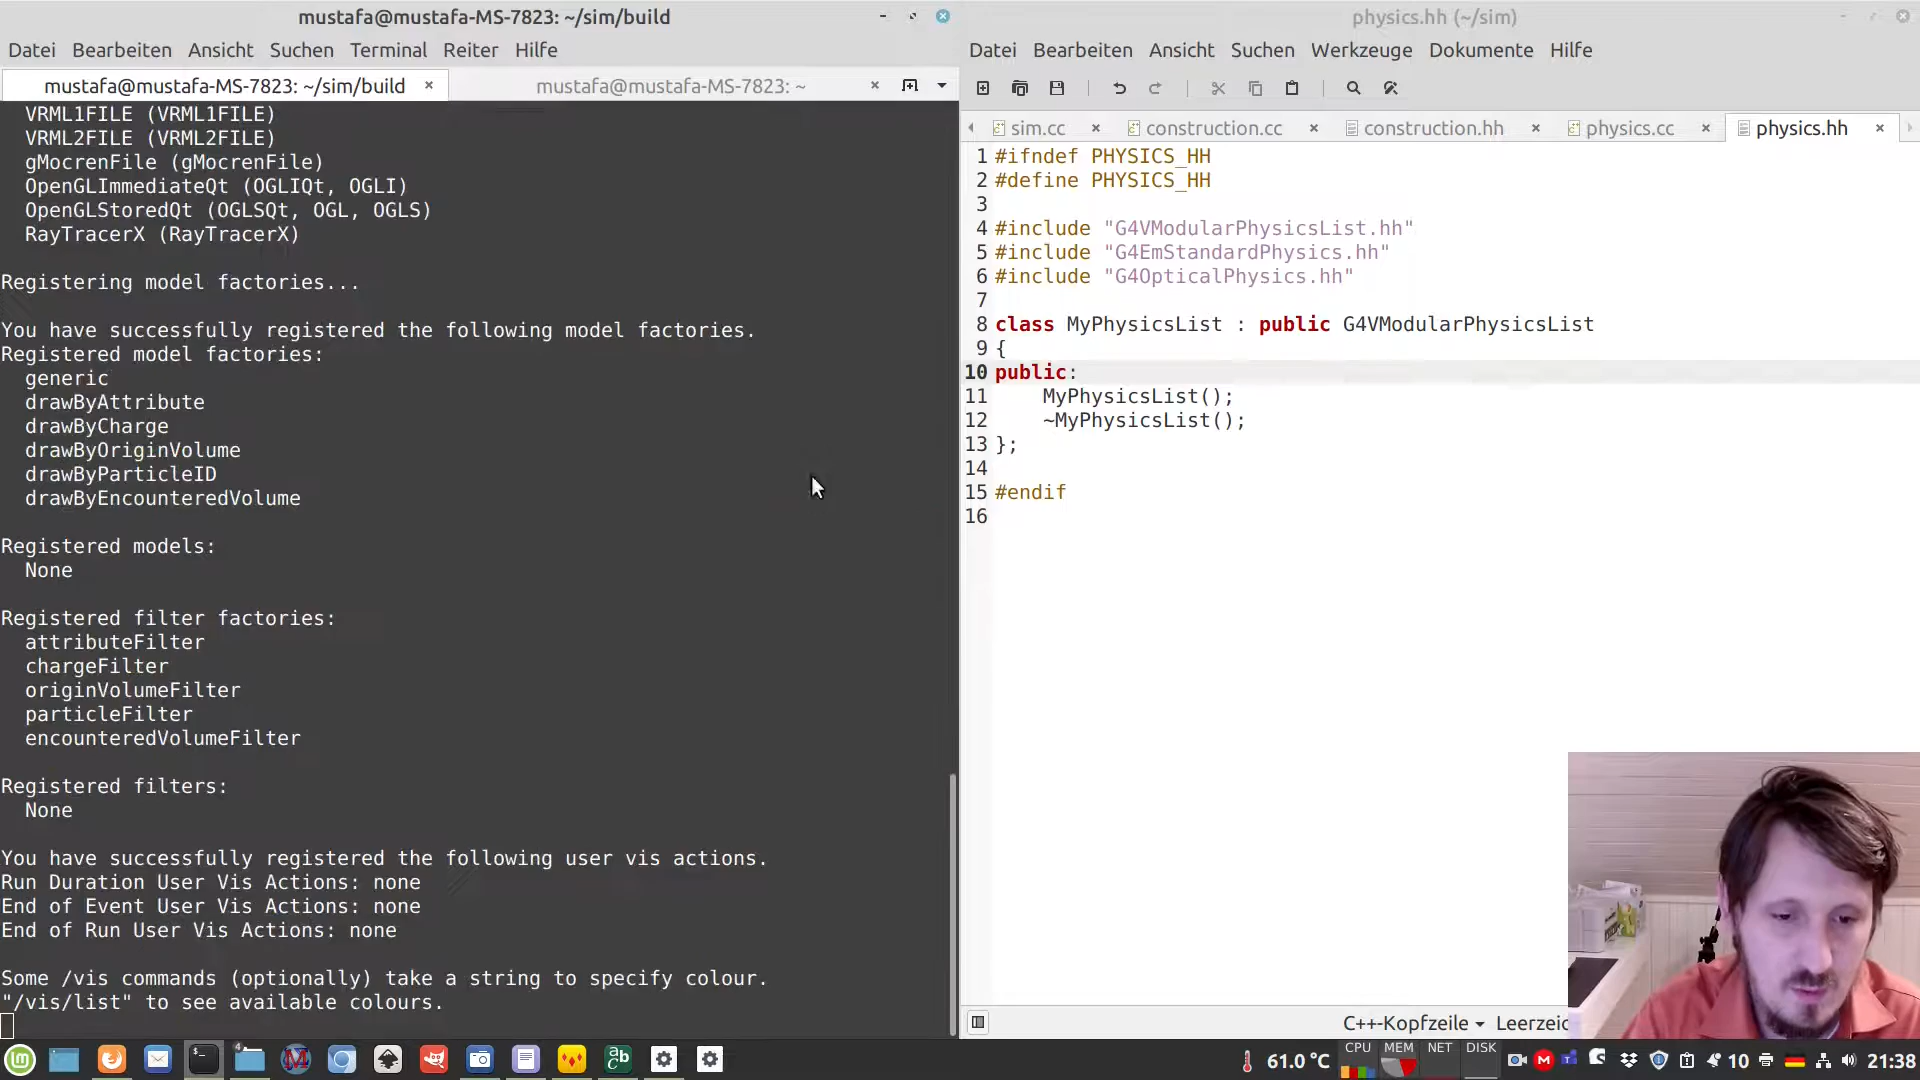 mustafa@mustafa-MS-7823: ~/sim/build
Datei Bearbeiten Ansicht Suchen Terminal Reiter Hilfe
mustafa@mustafa-MS-7823: ~/sim/build
mustafa@mustafa-MS-7823: ~
VRML1FILE (VRML1FILE)
VRML2FILE (VRML2FILE)
gMocrenFile (gMocrenFile)
OpenGLImmediateQt (OGLIQt, OGLI)
OpenGLStoredQt (OGLSQt, OGL, OGLS)
RayTracerX (RayTracerX)
Registering model factories...
You have successfully registered the following model factories.
Registered model factories:
generic
drawByAttribute
drawByCharge
drawByOriginVolume
drawByParticleID
drawByEncounteredVolume
Registered models:
None
Registered filter factories:
attributeFilter
chargeFilter
originVolumeFilter
particleFilter
encounteredVolumeFilter
Registered filters:
None
You have successfully registered the following user vis actions.
Run Duration User Vis Actions: none
End of Event User Vis Actions: none
End of Run User Vis Actions: none
Some /vis commands (optionally) take a string to specify colour.
"/vis/list" to see available colours.
physics.hh (~/sim)
Datei Bearbeiten Ansicht Suchen Werkzeuge Dokumente Hilfe
sim.cc
construction.cc
construction.hh
physics.cc
physics.hh
1 #ifndef PHYSICS_HH
2 #define PHYSICS_HH
3
4 #include "G4VModularPhysicsList.hh"
5 #include "G4EmStandardPhysics.hh"
6 #include "G4OpticalPhysics.hh"
7
8 class MyPhysicsList : public G4VModularPhysicsList
9 {
10 public:
11 MyPhysicsList();
12 ~MyPhysicsList();
13 };
14
15 #endif
16
C++-Kopfzeile
Leerzeic
61.0 °C
CPU
MEM
NET
DISK
10
21:38